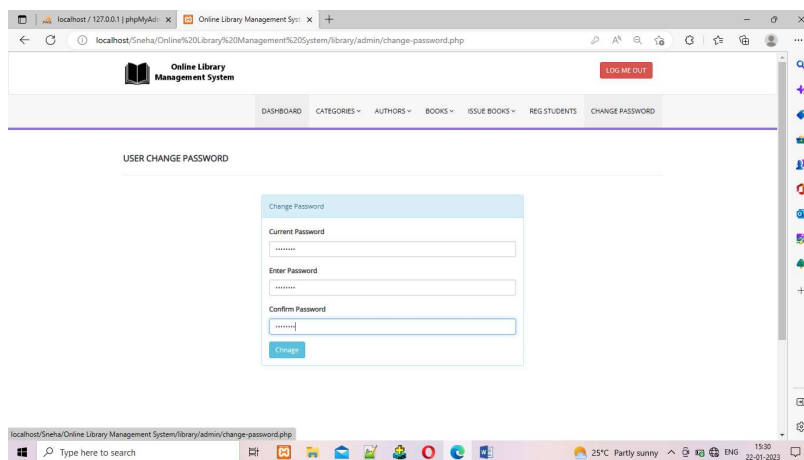 localhost / 127.0.0.1 | phpMyAdm
Online Library Management Syst
localhost/Sneha/Online%20Library%20Management%20System/library/admin/change-password.php
Online Library
Management System
LOG ME OUT
DASHBOARD CATEGORIES AUTHORS BOOKS ISSUE BOOKS REG STUDENTS CHANGE PASSWORD
USER CHANGE PASSWORD
Change Password
Current Password
••••••••
Enter Password
••••••••
Confirm Password
••••••••
Chnage
localhost/Sneha/Online Library Management System/library/admin/change-password.php
Type here to search
25°C Partly sunny
ENG
15:30
22-01-2023